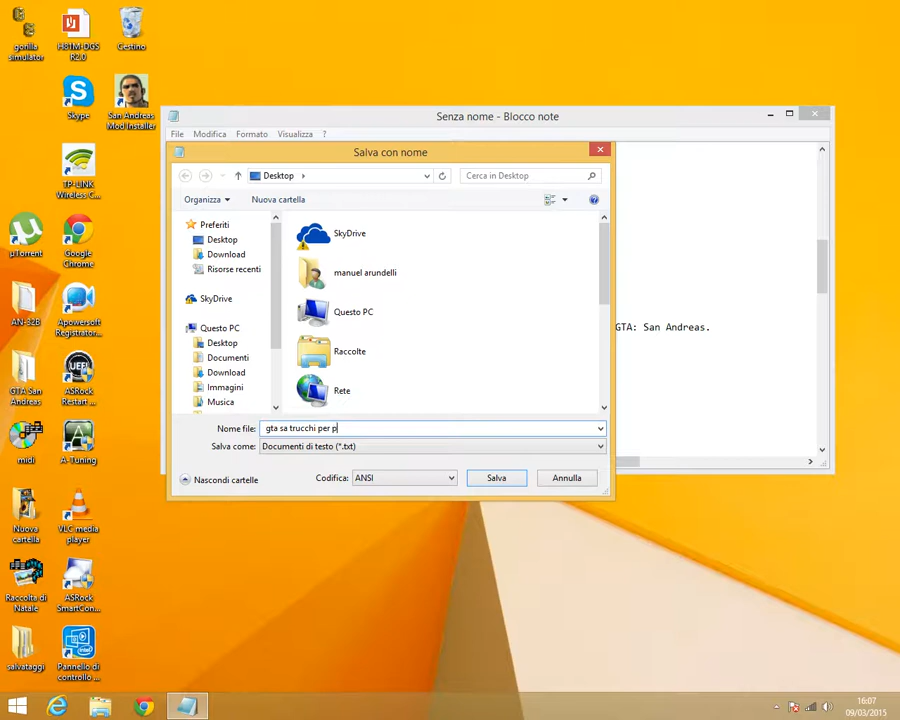 gorilla
simulator
H81M-DGS
R2.0
Cestino
Skype
San Andreas
Mod Installer
TP-LINK
Wireless C...
µTorrent
Google
Chrome
AN-32B
Apowersoft
Registrator...
GTA San
Andreas
ASRock
Restart ...
midi
A-Tuning
Nuova
cartella
VLC media
player
Raccolta di
Natale
ASRock
SmartCon...
salvataggi
Pannello di
controllo ...
Senza nome - Blocco note
File Modifica Formato Visualizza ?
GTA: San Andreas.
Salva con nome
Desktop
Cerca in Desktop
Organizza
Nuova cartella
Preferiti
Desktop
Download
Risorse recenti
SkyDrive
Questo PC
Desktop
Documenti
Download
Immagini
Musica
SkyDrive
manuel arundelli
Questo PC
Raccolte
Rete
Nome file: gta sa trucchi per p
Salva come: Documenti di testo (*.txt)
Nascondi cartelle
Codifica: ANSI
Salva
Annulla
16:07
09/03/2015